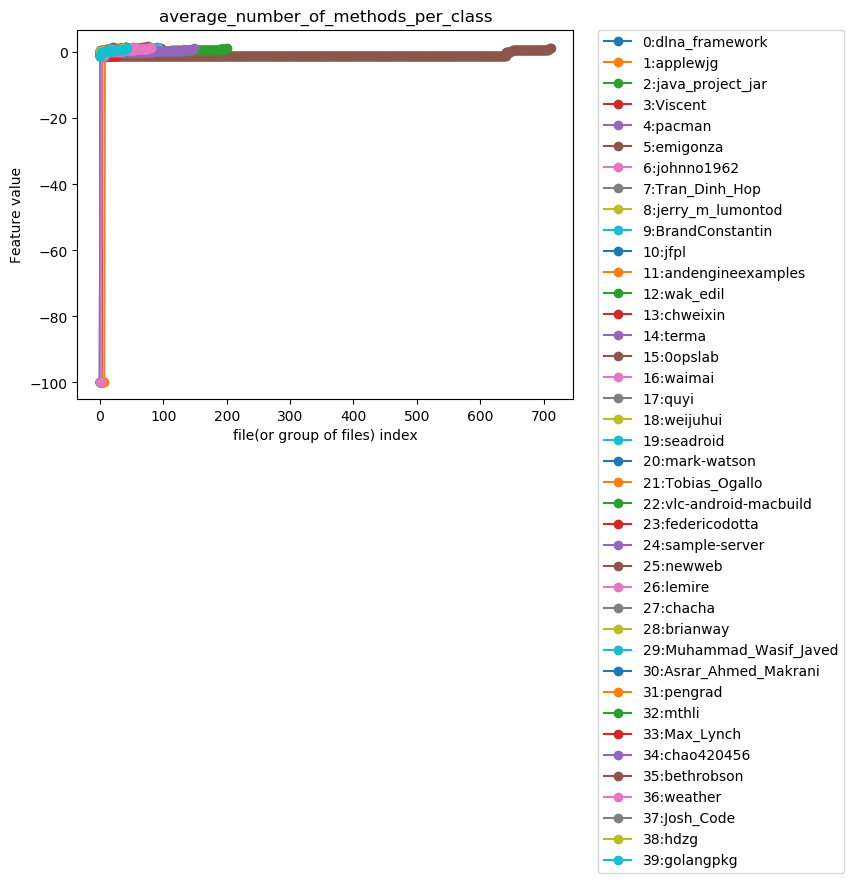 average_number_of_methods_per_class
Feature value
0
−20
−40
−60
−80
−100
0 100 200 300 400 500 600 700
file(or group of files) index
0:dlna_framework
1:applewjg
2:java_project_jar
3:Viscent
4:pacman
5:emigonza
6:johnno1962
7:Tran_Dinh_Hop
8:jerry_m_lumontod
9:BrandConstantin
10:jfpl
11:andengineexamples
12:wak_edil
13:chweixin
14:terma
15:0opslab
16:waimai
17:quyi
18:weijuhui
19:seadroid
20:mark-watson
21:Tobias_Ogallo
22:vlc-android-macbuild
23:federicodotta
24:sample-server
25:newweb
26:lemire
27:chacha
28:brianway
29:Muhammad_Wasif_Javed
30:Asrar_Ahmed_Makrani
31:pengrad
32:mthli
33:Max_Lynch
34:chao420456
35:bethrobson
36:weather
37:Josh_Code
38:hdzg
39:golangpkg